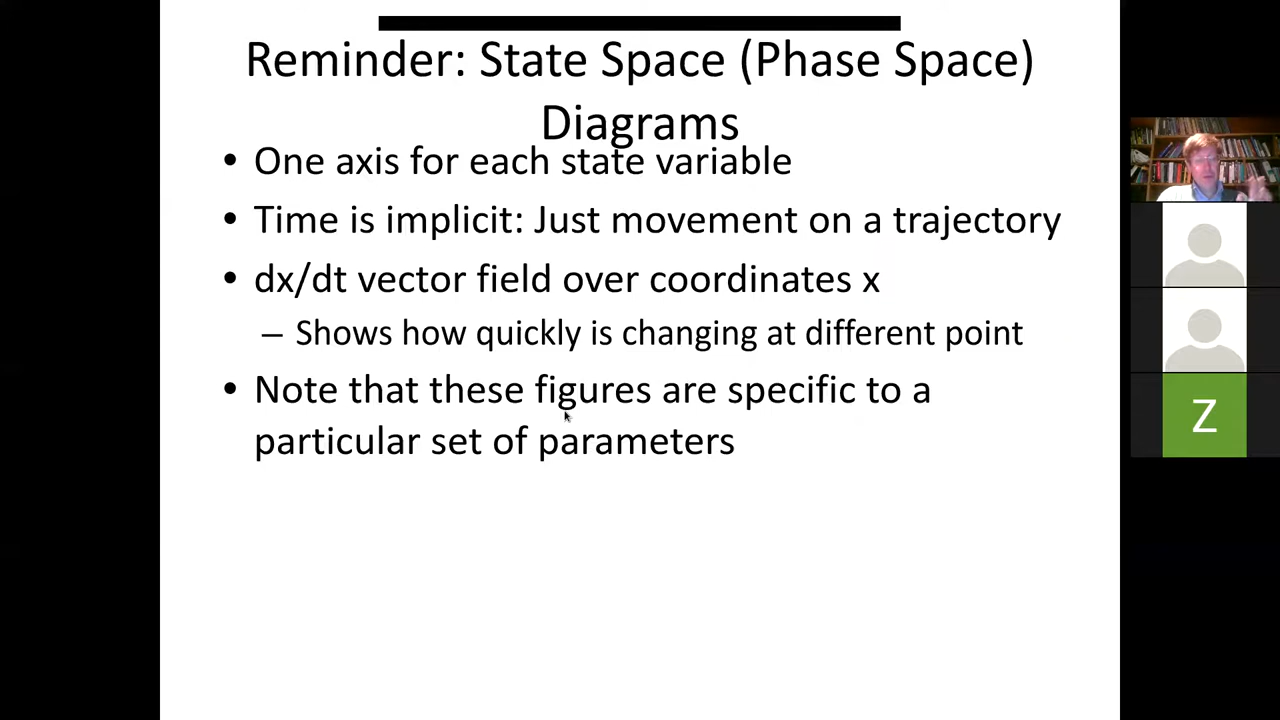 Reminder: State Space (Phase Space)
Diagrams
• One axis for each state variable
• Time is implicit: Just movement on a trajectory
• dx/dt vector field over coordinates x
– Shows how quickly is changing at different point
• Note that these figures are specific to a
particular set of parameters
Z